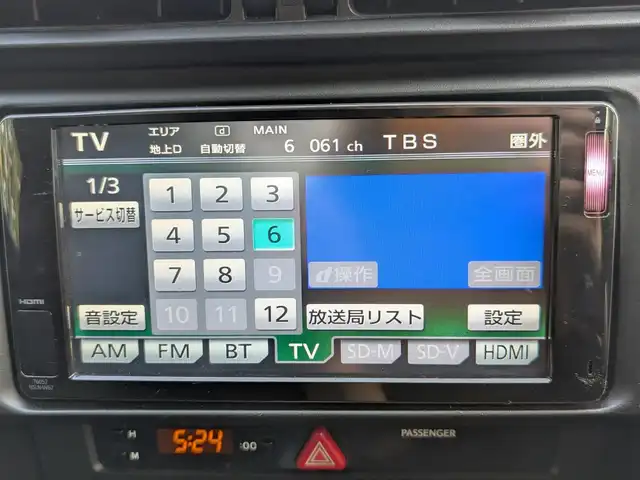 TV エリア 地上D d 自動切替 MAIN 6 061 ch TBS 圏外
MENU
1/3
サービス切替
1 2 3
4 5 6
7 8 9
10 11 12
d操作 全画面
音設定 放送局リスト 設定
AM FM BT TV SD-M SD-V HDMI
HDMI
H
M
5:24 :00
PASSENGER